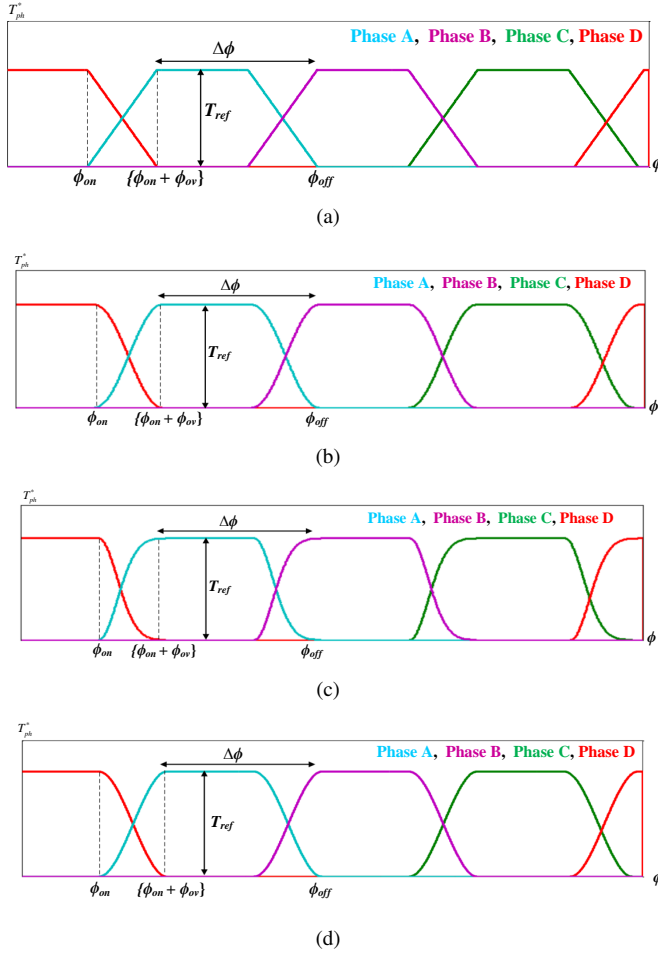 T*ph
Phase A, Phase B, Phase C, Phase D
Δϕ
Tref
ϕ
ϕon {ϕon + ϕov} ϕoff
(a)
T*ph
Phase A, Phase B, Phase C, Phase D
Δϕ
Tref
ϕ
ϕon {ϕon + ϕov} ϕoff
(b)
T*ph
Phase A, Phase B, Phase C, Phase D
Δϕ
Tref
ϕ
ϕon {ϕon + ϕov} ϕoff
(c)
T*ph
Phase A, Phase B, Phase C, Phase D
Δϕ
Tref
ϕ
ϕon {ϕon + ϕov} ϕoff
(d)